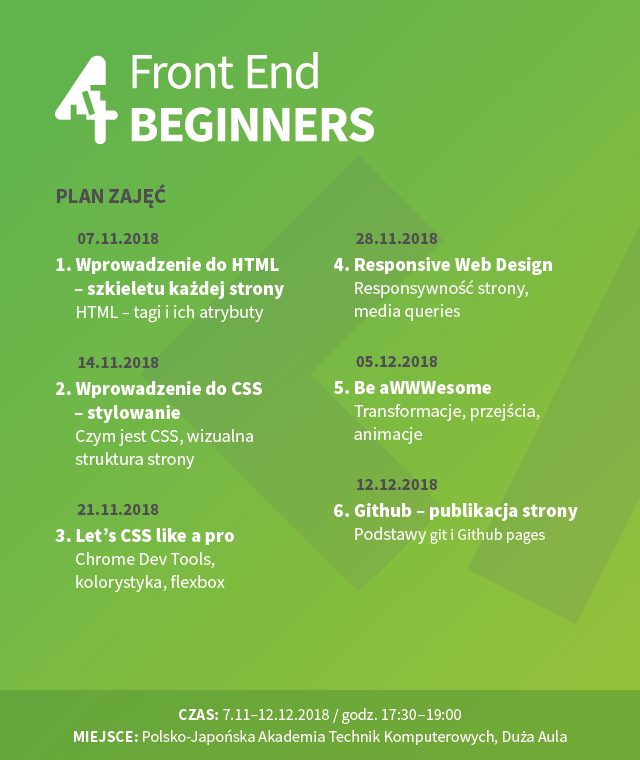 4 Front End
BEGINNERS
PLAN ZAJĘĆ
07.11.2018
1. Wprowadzenie do HTML
– szkieletu każdej strony
HTML – tagi i ich atrybuty
14.11.2018
2. Wprowadzenie do CSS
– stylowanie
Czym jest CSS, wizualna
struktura strony
21.11.2018
3. Let's CSS like a pro
Chrome Dev Tools,
kolorystyka, flexbox
28.11.2018
4. Responsive Web Design
Responsywność strony,
media queries
05.12.2018
5. Be aWWWesome
Transformacje, przejścia,
animacje
12.12.2018
6. Github – publikacja strony
Podstawy git i Github pages
CZAS: 7.11–12.12.2018 / godz. 17:30–19:00
MIEJSCE: Polsko-Japońska Akademia Technik Komputerowych, Duża Aula